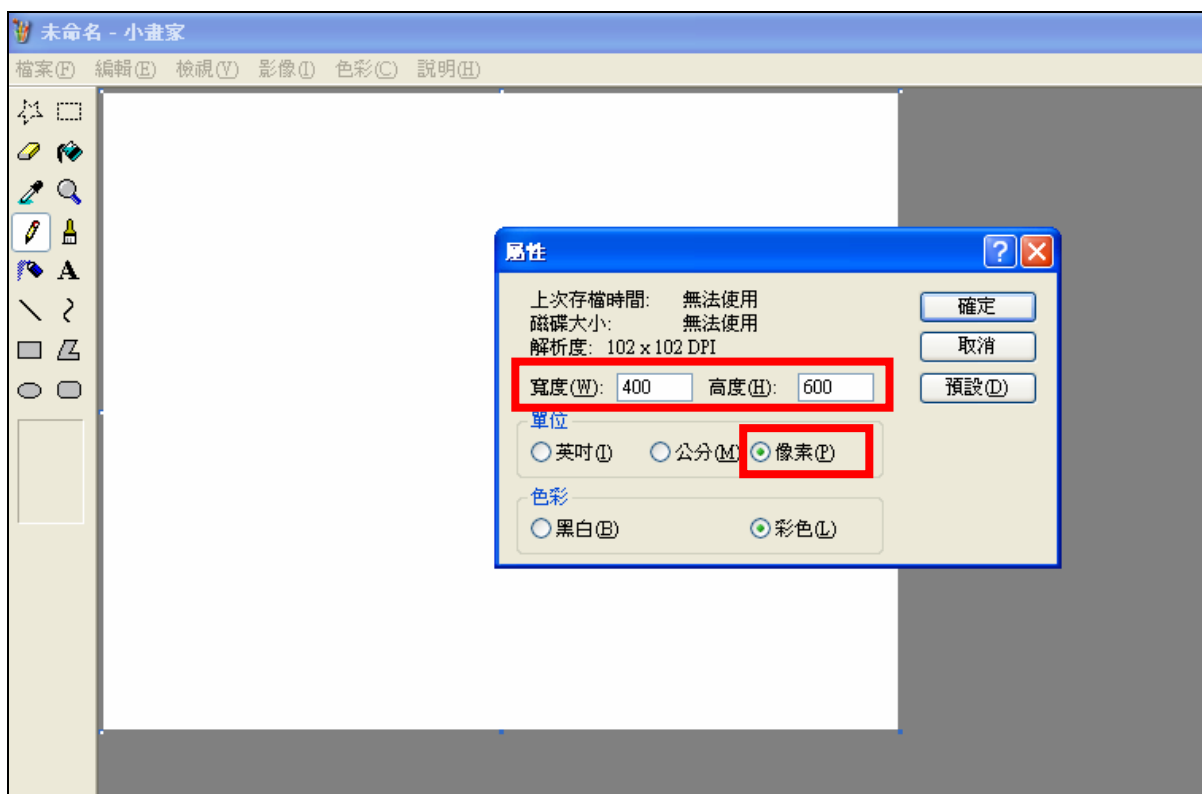 未命名 - 小畫家
檔案(F) 編輯(E) 檢視(V) 影像(I) 色彩(C) 說明(H)
A
屬性
?
上次存檔時間: 無法使用
磁碟大小: 無法使用
解析度: 102 x 102 DPI
寬度(W): 400 高度(H): 600
單位
英吋(I) 公分(M) 像素(P)
色彩
黑白(B) 彩色(L)
確定
取消
預設(D)